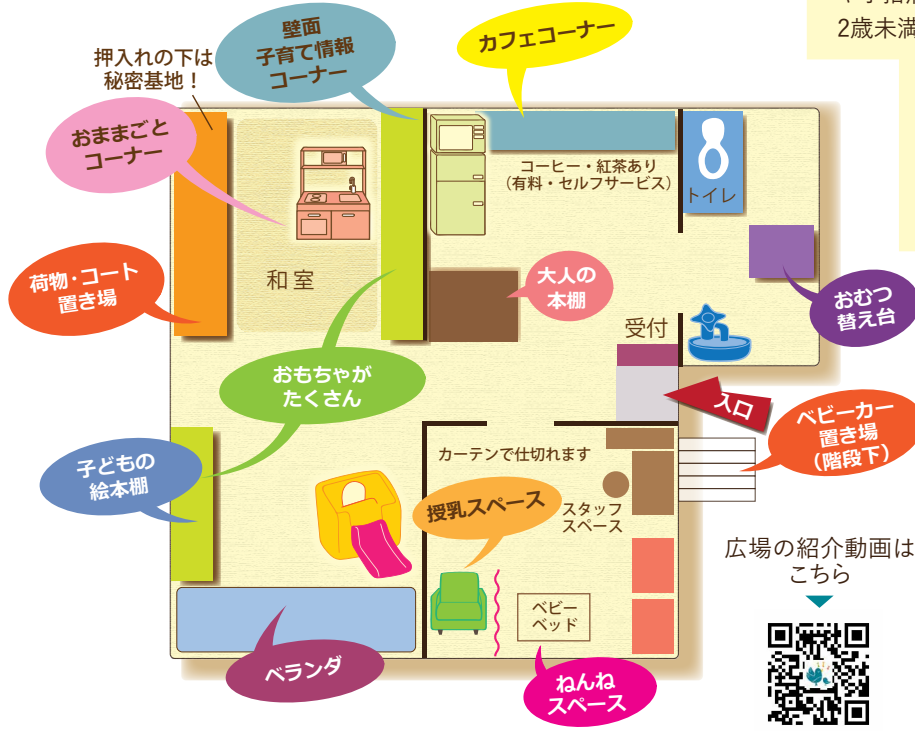 2歳未満
壁面
子育て情報
コーナー
カフェコーナー
押入れの下は
秘密基地！
おままごと
コーナー
コーヒー・紅茶あり
（有料・セルフサービス）
トイレ
和室
荷物・コート
置き場
大人の
本棚
おむつ
替え台
受付
おもちゃが
たくさん
入口
ベビーカー
置き場
（階段下）
カーテンで仕切れます
子どもの
絵本棚
授乳スペース
スタッフ
スペース
広場の紹介動画は
こちら
ベビー
ベッド
ベランダ
ねんね
スペース